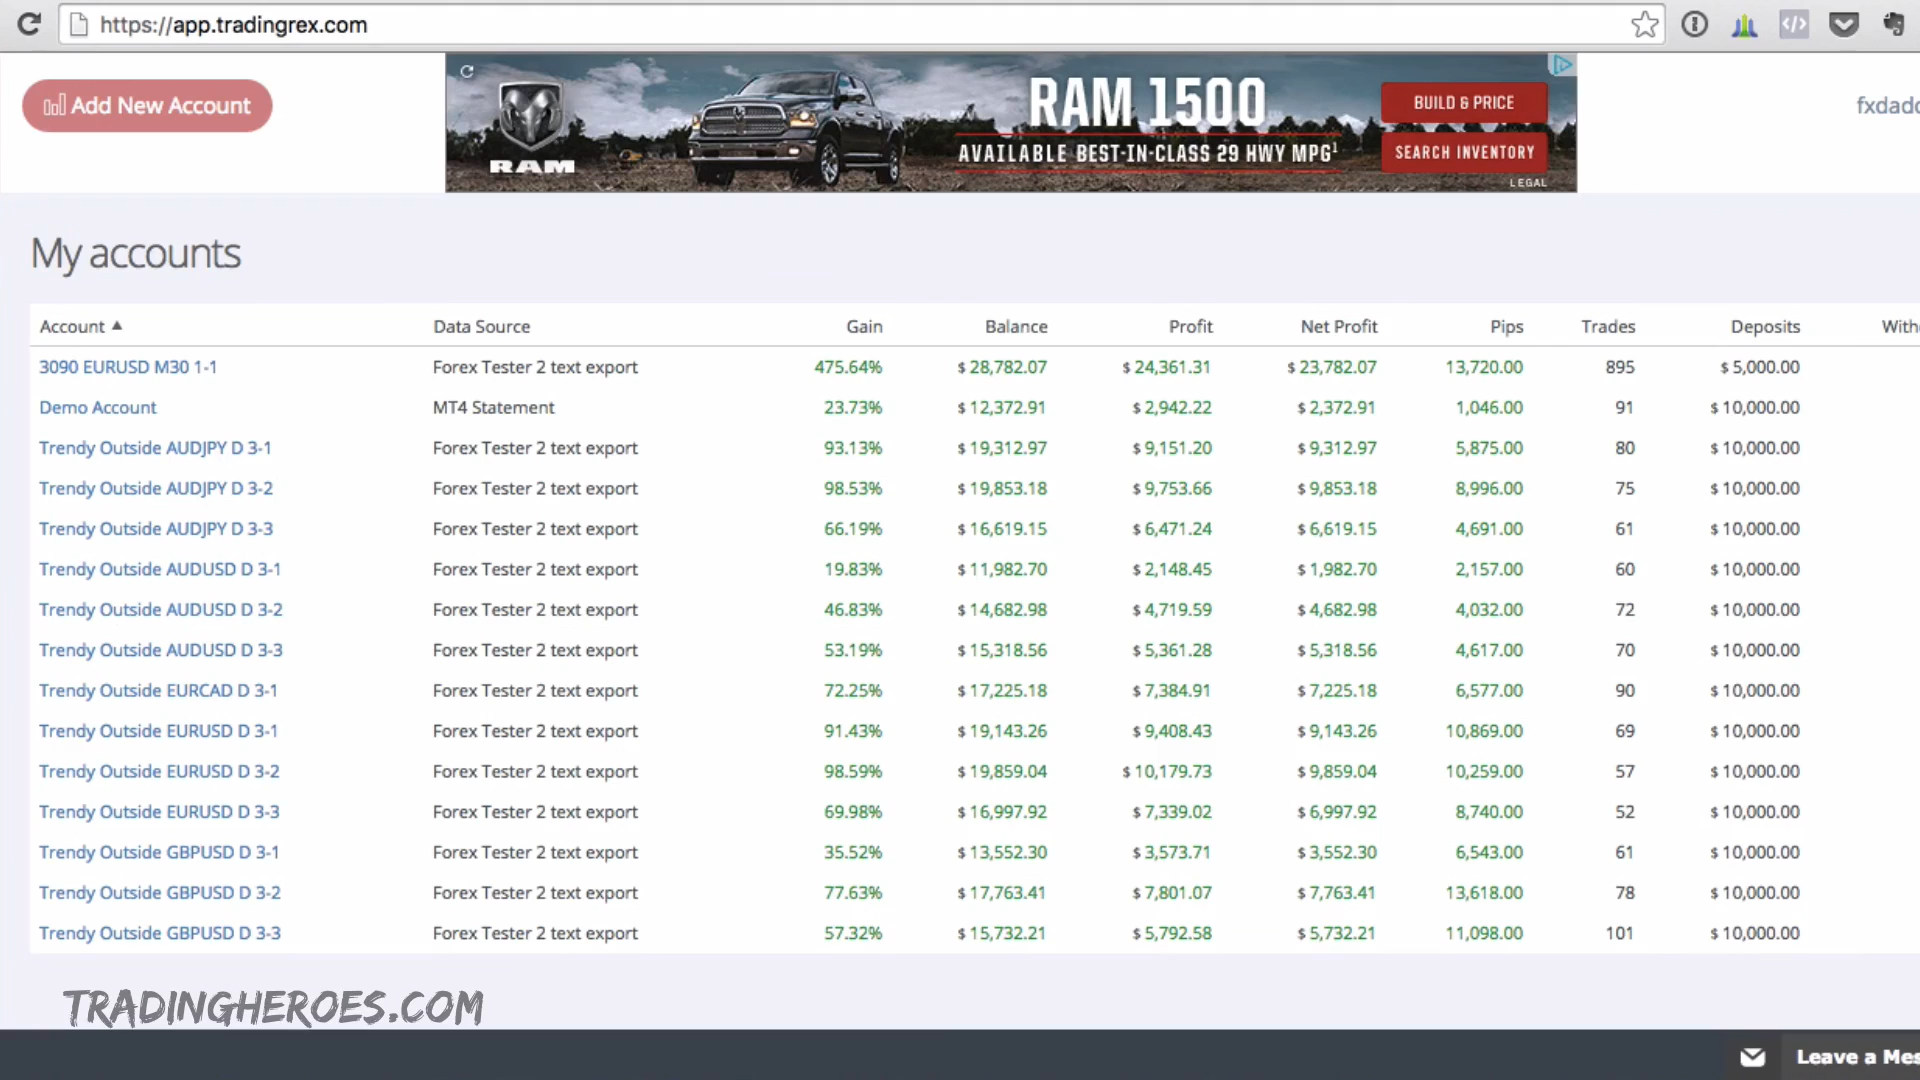 https://app.tradingrex.com
Add New Account
RAM
RAM 1500
AVAILABLE BEST-IN-CLASS 29 HWY MPG¹
BUILD & PRICE
SEARCH INVENTORY
LEGAL
My accounts
Account ▲ Data Source Gain Balance Profit Net Profit Pips Trades Deposits
3090 EURUSD M30 1-1 Forex Tester 2 text export 475.64% $ 28,782.07 $ 24,361.31 $ 23,782.07 13,720.00 895 $ 5,000.00
Demo Account MT4 Statement 23.73% $ 12,372.91 $ 2,942.22 $ 2,372.91 1,046.00 91 $ 10,000.00
Trendy Outside AUDJPY D 3-1 Forex Tester 2 text export 93.13% $ 19,312.97 $ 9,151.20 $ 9,312.97 5,875.00 80 $ 10,000.00
Trendy Outside AUDJPY D 3-2 Forex Tester 2 text export 98.53% $ 19,853.18 $ 9,753.66 $ 9,853.18 8,996.00 75 $ 10,000.00
Trendy Outside AUDJPY D 3-3 Forex Tester 2 text export 66.19% $ 16,619.15 $ 6,471.24 $ 6,619.15 4,691.00 61 $ 10,000.00
Trendy Outside AUDUSD D 3-1 Forex Tester 2 text export 19.83% $ 11,982.70 $ 2,148.45 $ 1,982.70 2,157.00 60 $ 10,000.00
Trendy Outside AUDUSD D 3-2 Forex Tester 2 text export 46.83% $ 14,682.98 $ 4,719.59 $ 4,682.98 4,032.00 72 $ 10,000.00
Trendy Outside AUDUSD D 3-3 Forex Tester 2 text export 53.19% $ 15,318.56 $ 5,361.28 $ 5,318.56 4,617.00 70 $ 10,000.00
Trendy Outside EURCAD D 3-1 Forex Tester 2 text export 72.25% $ 17,225.18 $ 7,384.91 $ 7,225.18 6,577.00 90 $ 10,000.00
Trendy Outside EURUSD D 3-1 Forex Tester 2 text export 91.43% $ 19,143.26 $ 9,408.43 $ 9,143.26 10,869.00 69 $ 10,000.00
Trendy Outside EURUSD D 3-2 Forex Tester 2 text export 98.59% $ 19,859.04 $ 10,179.73 $ 9,859.04 10,259.00 57 $ 10,000.00
Trendy Outside EURUSD D 3-3 Forex Tester 2 text export 69.98% $ 16,997.92 $ 7,339.02 $ 6,997.92 8,740.00 52 $ 10,000.00
Trendy Outside GBPUSD D 3-1 Forex Tester 2 text export 35.52% $ 13,552.30 $ 3,573.71 $ 3,552.30 6,543.00 61 $ 10,000.00
Trendy Outside GBPUSD D 3-2 Forex Tester 2 text export 77.63% $ 17,763.41 $ 7,801.07 $ 7,763.41 13,618.00 78 $ 10,000.00
Trendy Outside GBPUSD D 3-3 Forex Tester 2 text export 57.32% $ 15,732.21 $ 5,792.58 $ 5,732.21 11,098.00 101 $ 10,000.00
TRADINGHEROES.COM
Leave a